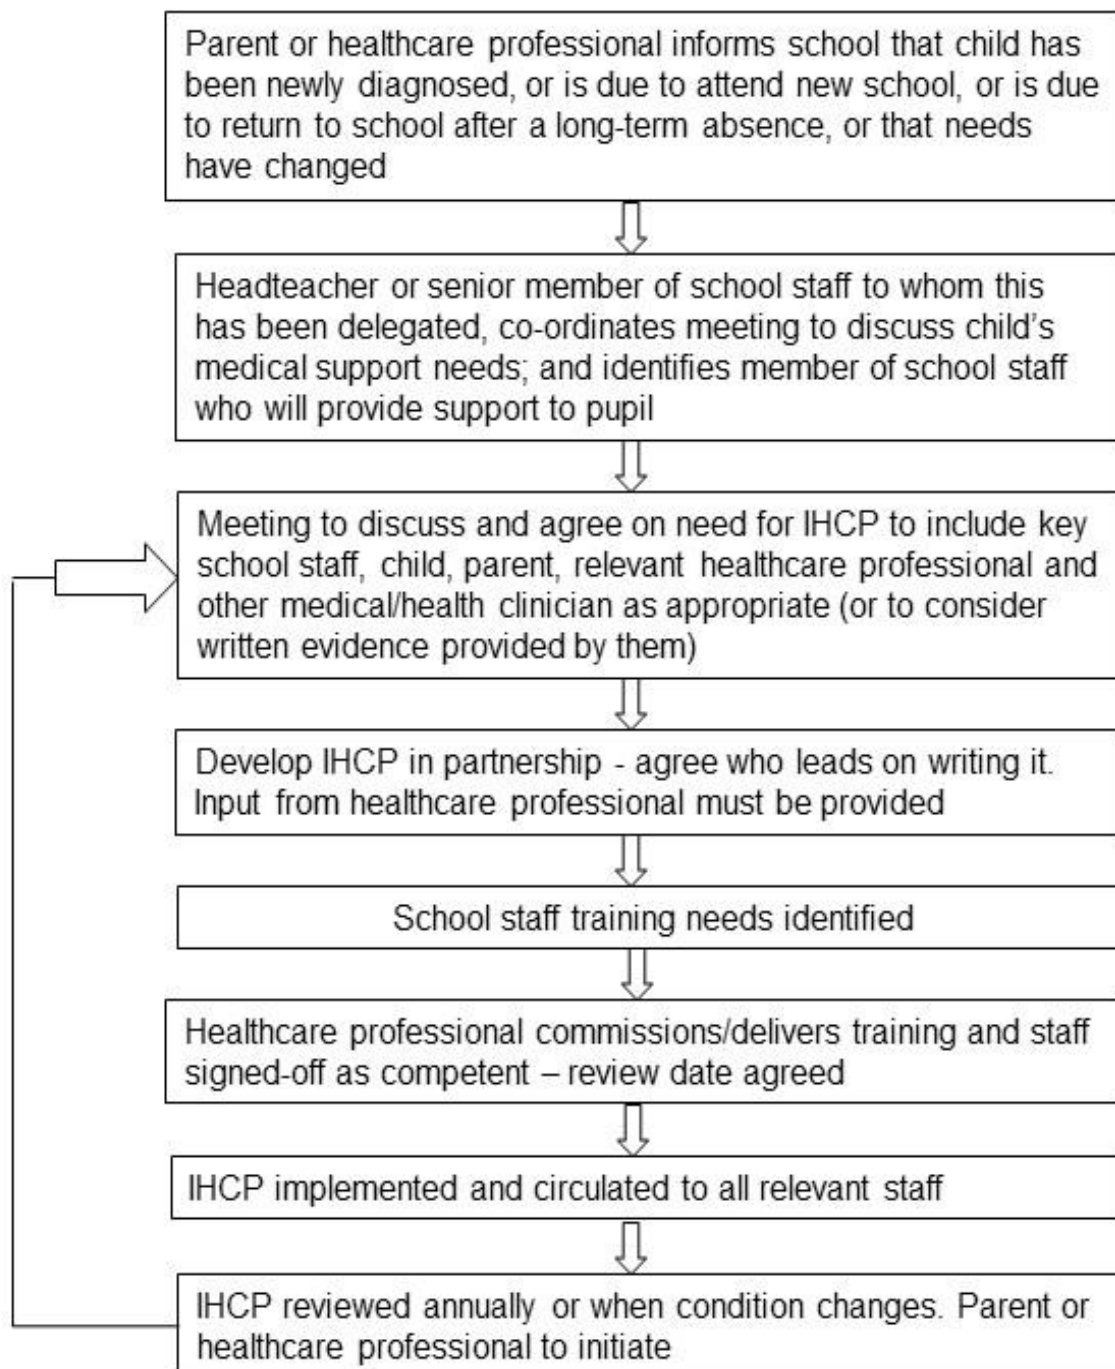 Parent or healthcare professional informs school that child has
been newly diagnosed, or is due to attend new school, or is due
to return to school after a long-term absence, or that needs
have changed
Headteacher or senior member of school staff to whom this
has been delegated, co-ordinates meeting to discuss child's
medical support needs; and identifies member of school staff
who will provide support to pupil
Meeting to discuss and agree on need for IHCP to include key
school staff, child, parent, relevant healthcare professional and
other medical/health clinician as appropriate (or to consider
written evidence provided by them)
Develop IHCP in partnership - agree who leads on writing it.
Input from healthcare professional must be provided
School staff training needs identified
Healthcare professional commissions/delivers training and staff
signed-off as competent – review date agreed
IHCP implemented and circulated to all relevant staff
IHCP reviewed annually or when condition changes. Parent or
healthcare professional to initiate